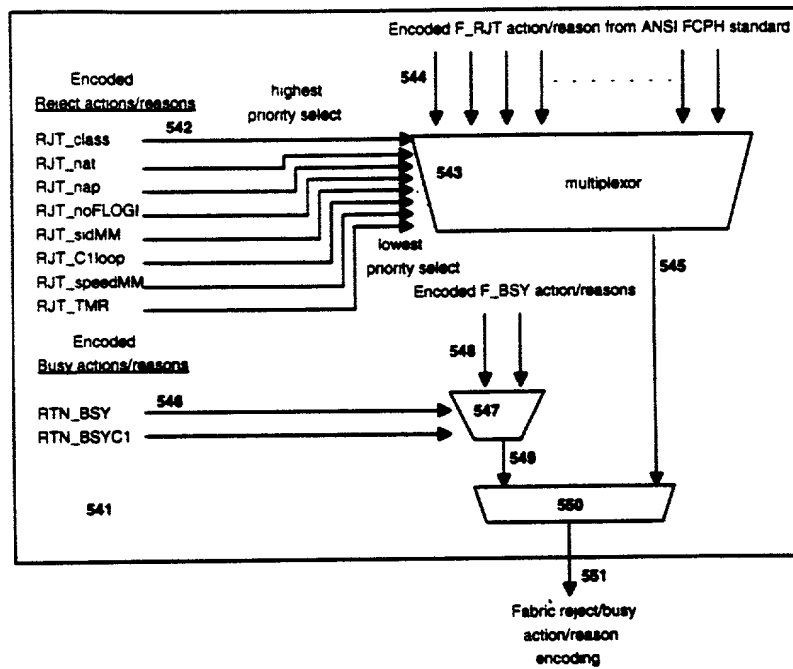 Encoded F_RJT action/reason from ANSI FCPH standard
544
Encoded
Reject actions/reasons
highest
priority select
542
RJT_class
RJT_nat
RJT_nap
RJT_noFLOGI
RJT_sidMM
RJT_C1loop
RJT_speedMM
RJT_TMR
543
multiplexor
lowest
priority select
545
Encoded F_BSY action/reasons
548
Encoded
Busy actions/reasons
546
RTN_BSY
RTN_BSYC1
547
549
541
550
551
Fabric reject/busy
action/reason
encoding